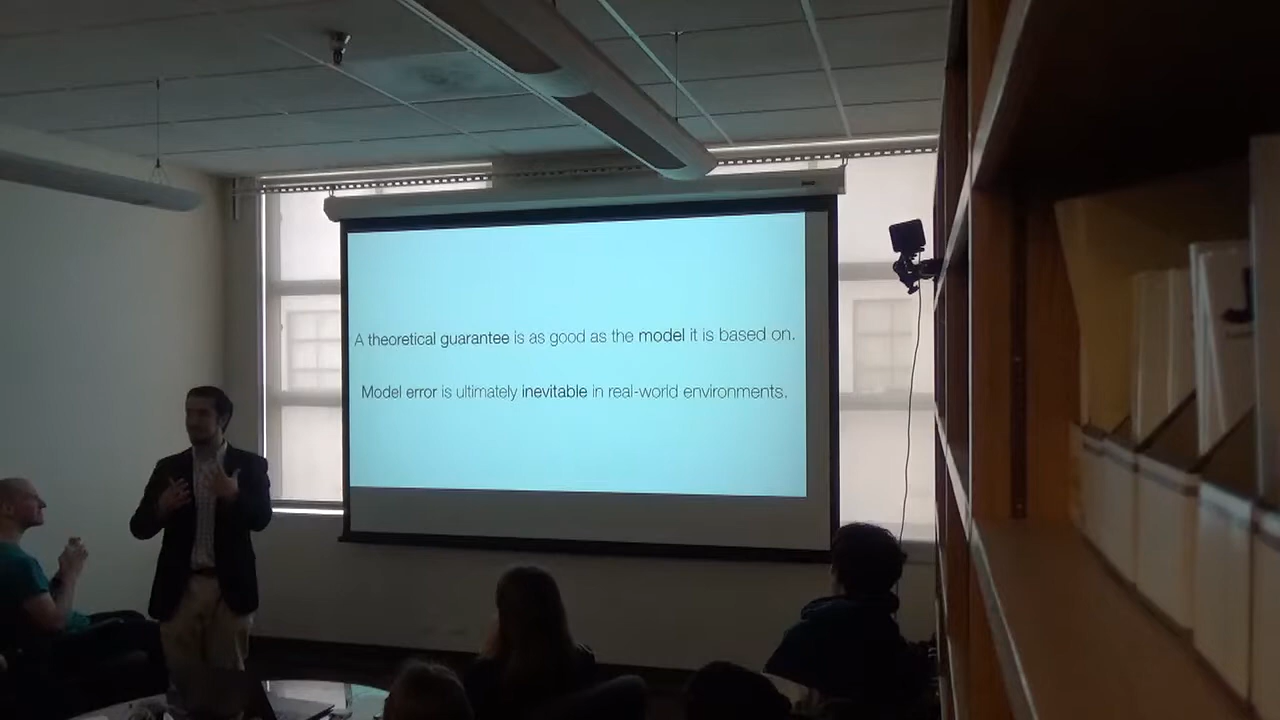 A theoretical guarantee is as good as the model it is based on.
Model error is ultimately inevitable in real-world environments.